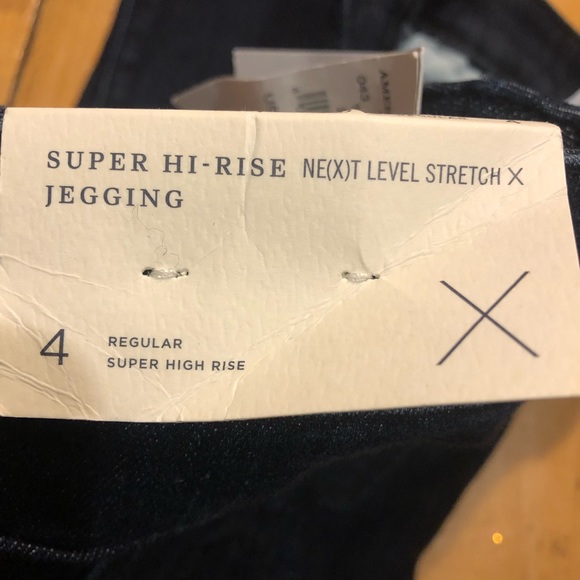 SUPER HI-RISE NE(X)T LEVEL STRETCH X
JEGGING
4 REGULAR
SUPER HIGH RISE